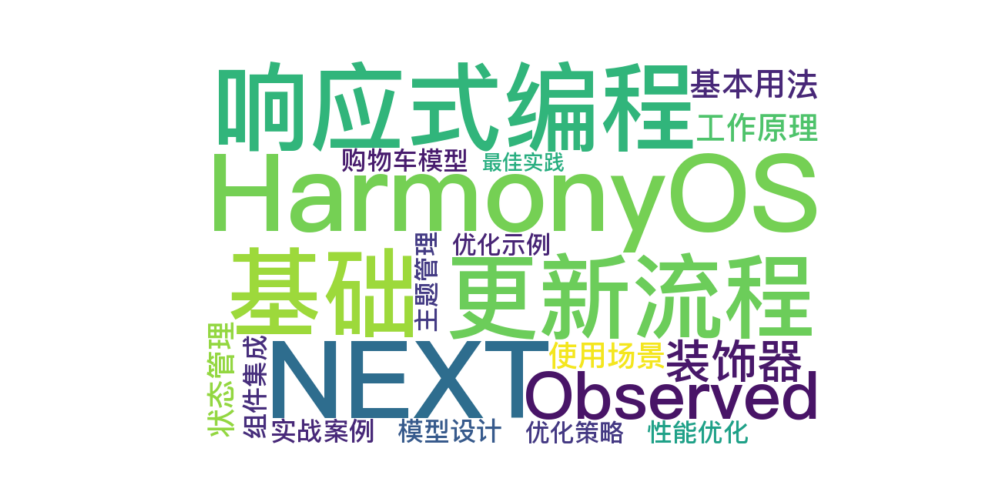 响应式编程
基本用法
工作原理
购物车模型
最佳实践
HarmonyOS
优化示例
主题管理
基础
更新流程
状态管理
组件集成
NEXT
使用场景
装饰器
Observed
实战案例
模型设计
优化策略
性能优化